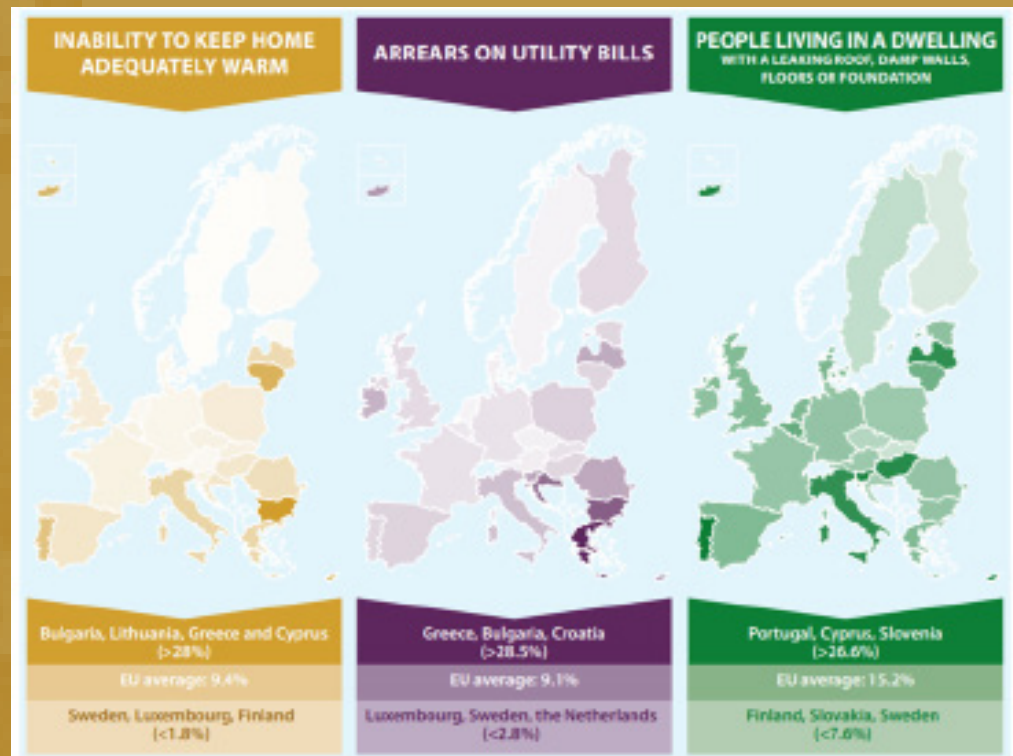 INABILITY TO KEEP HOME
ADEQUATELY WARM
Bulgaria, Lithuania, Greece and Cyprus
(>28%)
EU average: 9.4%
Sweden, Luxembourg, Finland
(<1.8%)
ARREARS ON UTILITY BILLS
Greece, Bulgaria, Croatia
(>28.5%)
EU average: 9.1%
Luxembourg, Sweden, the Netherlands
(<2.8%)
PEOPLE LIVING IN A DWELLING
WITH A LEAKING ROOF, DAMP WALLS,
FLOORS OR FOUNDATION
Portugal, Cyprus, Slovenia
(>26.6%)
EU average: 15.2%
Finland, Slovakia, Sweden
(<7.6%)